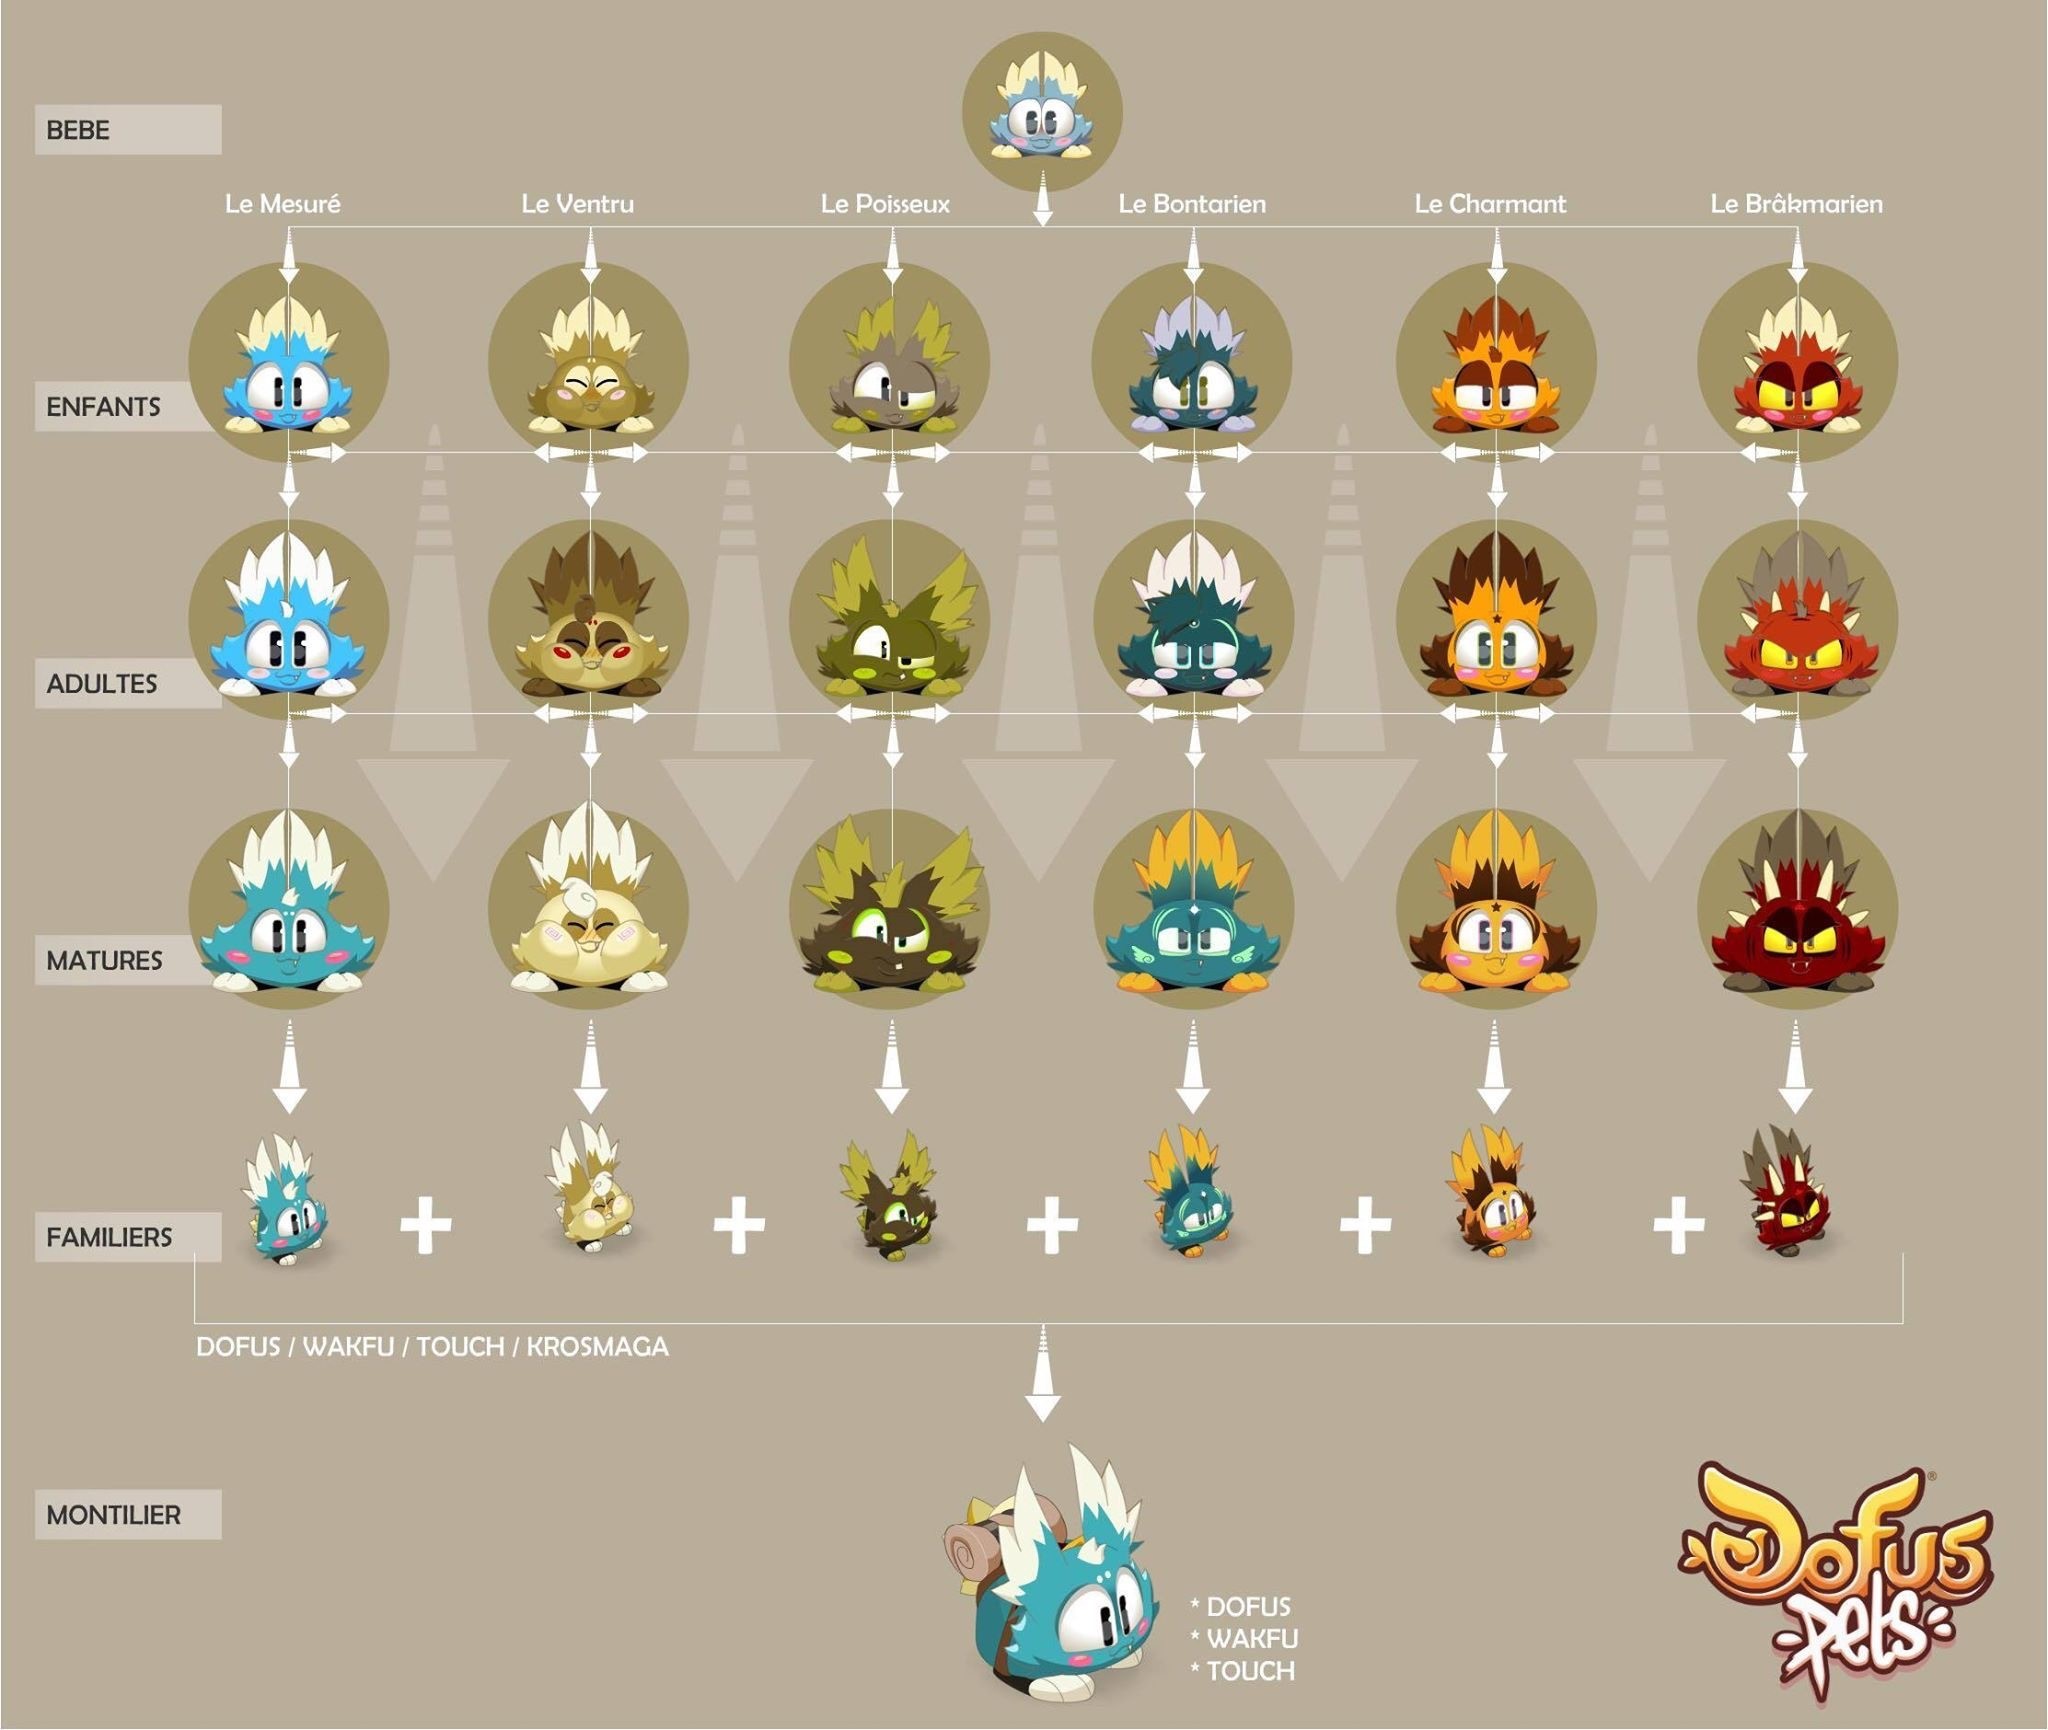 BEBE
Le Mesuré
Le Ventru
Le Poisseux
Le Bontarien
Le Charmant
Le Brâkmarien
ENFANTS
ADULTES
MATURES
FAMILIERS
DOFUS / WAKFU / TOUCH / KROSMAGA
MONTILIER
* DOFUS
* WAKFU
* TOUCH
DOFUS ®
Pets